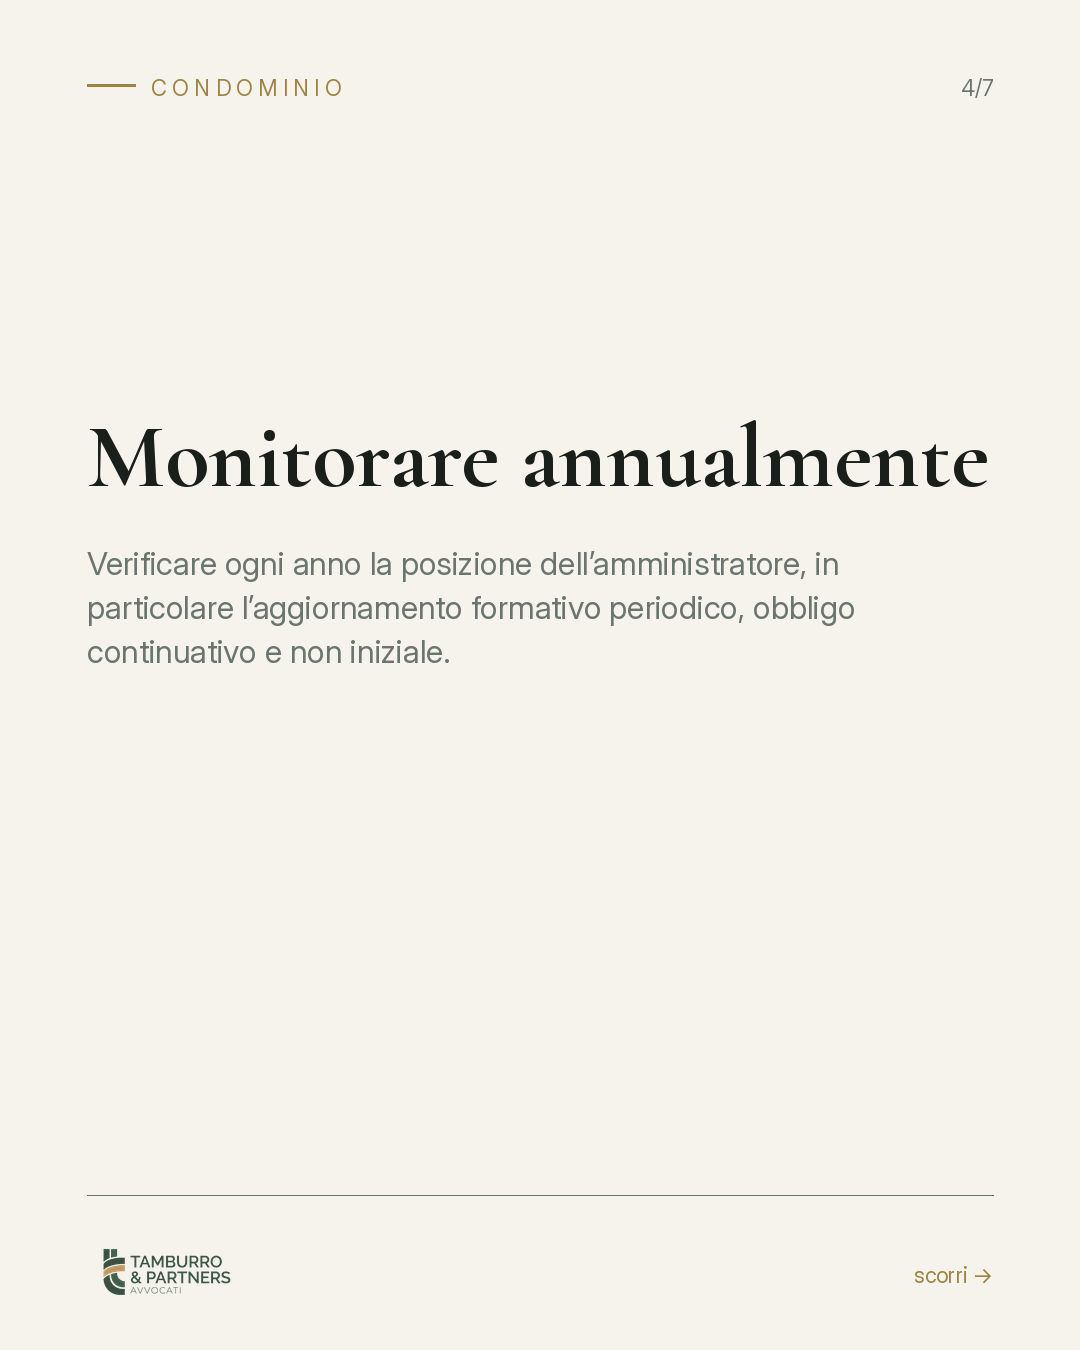 CONDOMINIO
4/7
Monitorare annualmente
Verificare ogni anno la posizione dell’amministratore, in
particolare l’aggiornamento formativo periodico, obbligo
continuativo e non iniziale.
TAMBURRO
& PARTNERS
AVVOCATI
scorri →